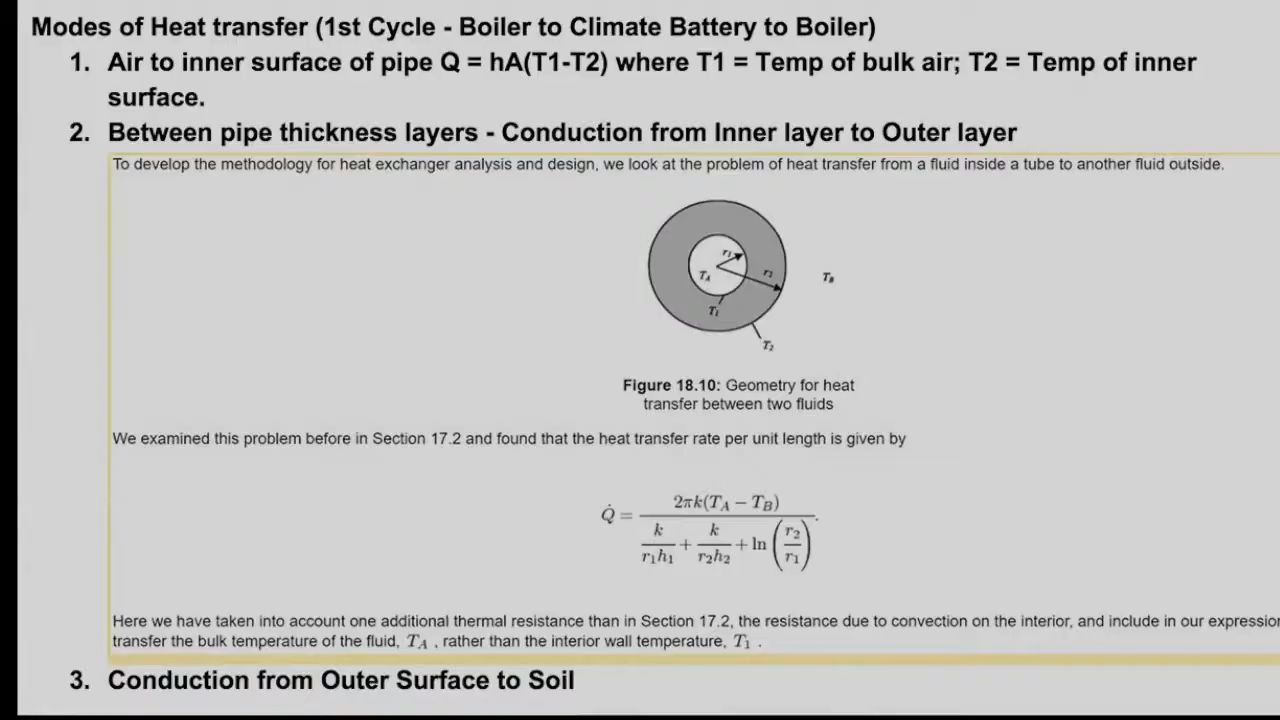 Modes of Heat transfer (1st Cycle - Boiler to Climate Battery to Boiler)
1. Air to inner surface of pipe Q = hA(T1-T2) where T1 = Temp of bulk air; T2 = Temp of inner
surface.
2. Between pipe thickness layers - Conduction from Inner layer to Outer layer
To develop the methodology for heat exchanger analysis and design, we look at the problem of heat transfer from a fluid inside a tube to another fluid outside.
r₁
T_A
r₂
T_B
T₁
T₂
Figure 18.10: Geometry for heat
transfer between two fluids
We examined this problem before in Section 17.2 and found that the heat transfer rate per unit length is given by
Q̇ = 2πk(T_A − T_B) / (k/(r₁h₁) + k/(r₂h₂) + ln(r₂/r₁)).
Here we have taken into account one additional thermal resistance than in Section 17.2, the resistance due to convection on the interior, and include in our expression
transfer the bulk temperature of the fluid, T_A , rather than the interior wall temperature, T₁ .
3. Conduction from Outer Surface to Soil